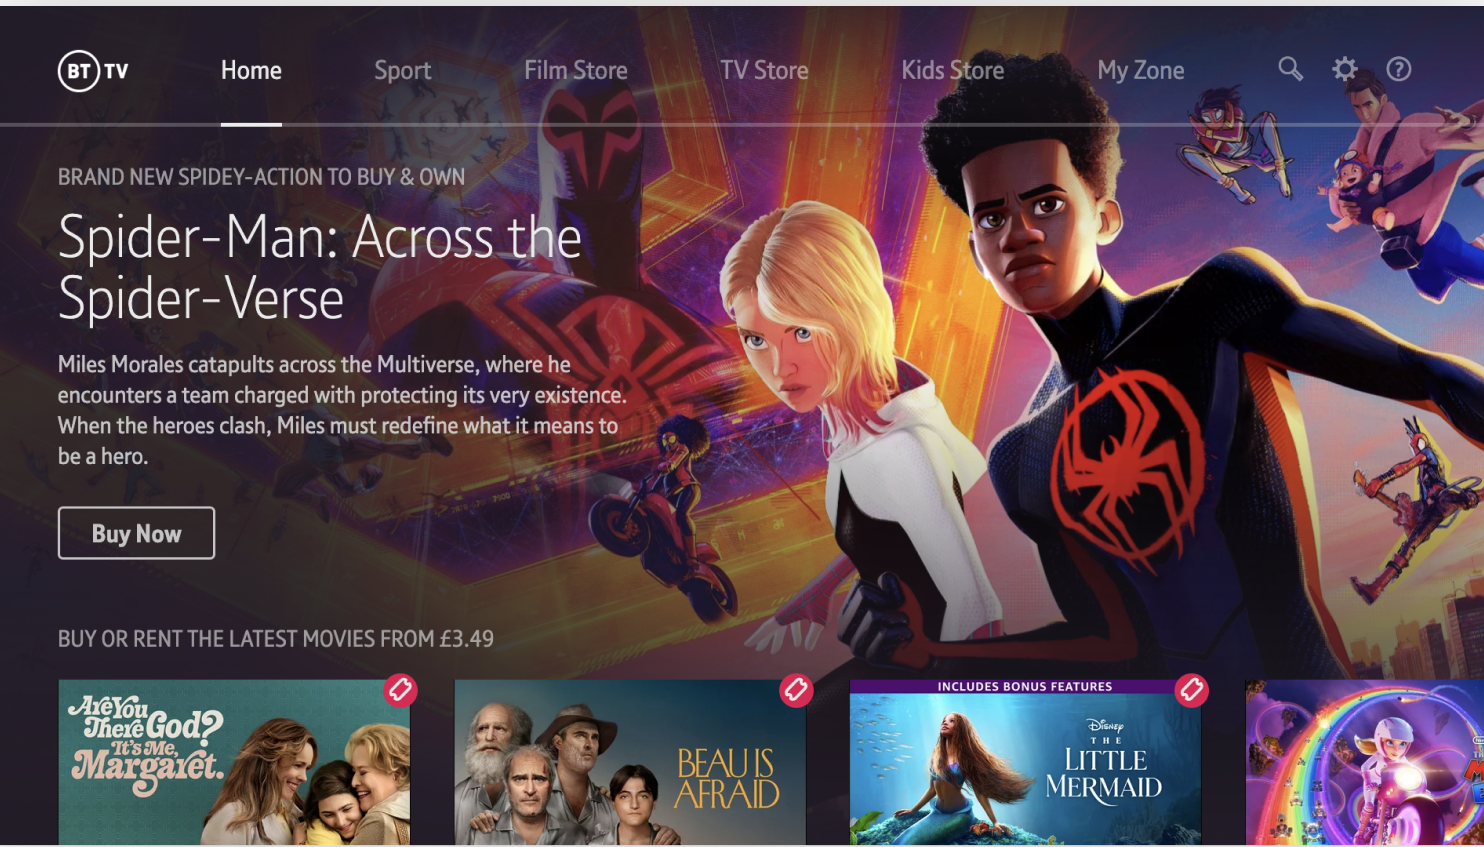 BT TV
Home
Sport
Film Store
TV Store
Kids Store
My Zone
BRAND NEW SPIDEY-ACTION TO BUY & OWN
Spider-Man: Across the
Spider-Verse
Miles Morales catapults across the Multiverse, where he
encounters a team charged with protecting its very existence.
When the heroes clash, Miles must redefine what it means to
be a hero.
Buy Now
BUY OR RENT THE LATEST MOVIES FROM £3.49
Are You
There God?
It's Me,
Margaret.
BEAU IS
AFRAID
INCLUDES BONUS FEATURES
Disney
THE
LITTLE
MERMAID